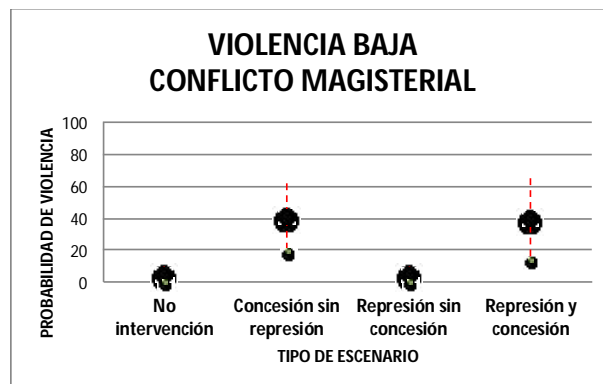 VIOLENCIA BAJA
CONFLICTO MAGISTERIAL
PROBABILIDAD DE VIOLENCIA
100
80
60
40
20
0
No intervención
Concesión sin represión
Represión sin concesión
Represión y concesión
TIPO DE ESCENARIO